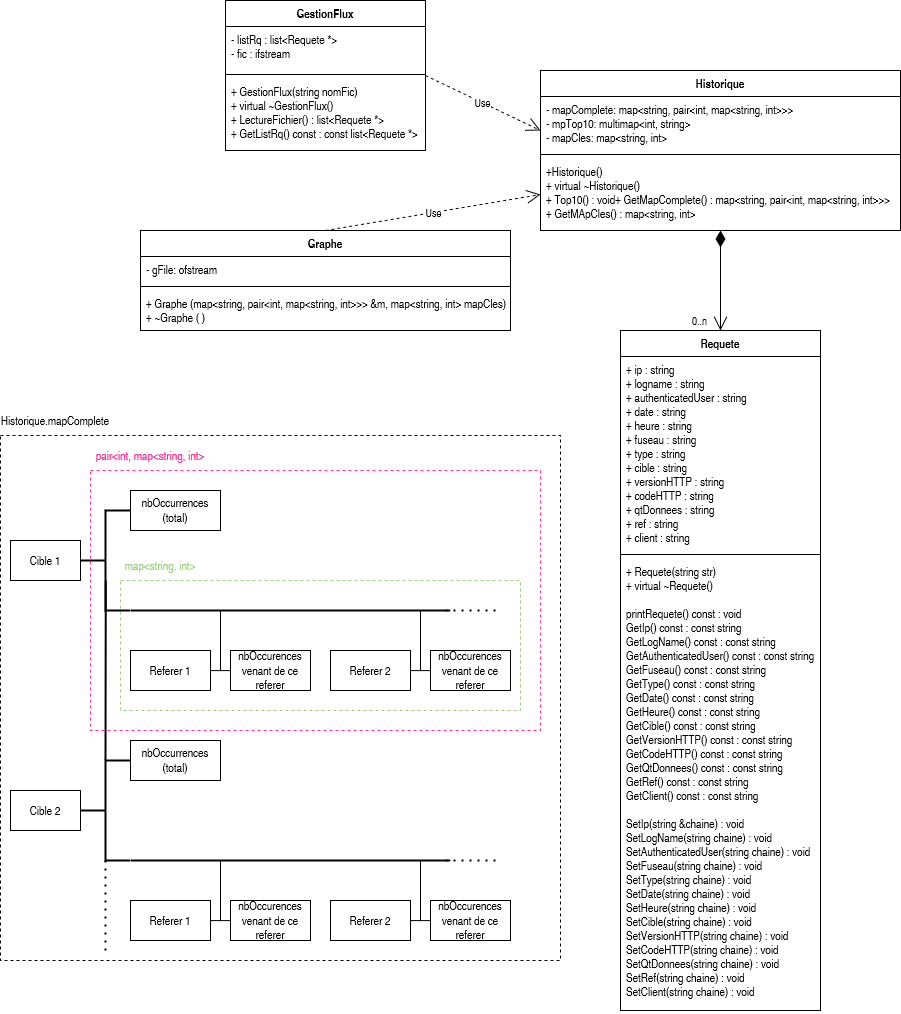 GestionFlux
- listRq : list<Requete *>
- fic : ifstream
+ GestionFlux(string nomFic)
+ virtual ~GestionFlux()
+ LectureFichier() : list<Requete *>
+ GetListRq() const : const list<Requete *>
Use
Historique
- mapComplete: map<string, pair<int, map<string, int>>>
- mpTop10: multimap<int, string>
- mapCles: map<string, int>
+Historique()
+ virtual ~Historique()
+ Top10() : void+ GetMapComplete() : map<string, pair<int, map<string, int>>>
+ GetMApCles() : map<string, int>
Use
Graphe
- gFile: ofstream
+ Graphe (map<string, pair<int, map<string, int>>> &m, map<string, int> mapCles)
+ ~Graphe ( )
0..n
Requete
+ ip : string
+ logname : string
+ authenticatedUser : string
+ date : string
+ heure : string
+ fuseau : string
+ type : string
+ cible : string
+ versionHTTP : string
+ codeHTTP : string
+ qtDonnees : string
+ ref : string
+ client : string
+ Requete(string str)
+ virtual ~Requete()
printRequete() const : void
GetIp() const : const string
GetLogName() const : const string
GetAuthenticatedUser() const : const string
GetFuseau() const : const string
GetType() const : const string
GetDate() const : const string
GetHeure() const : const string
GetCible() const : const string
GetVersionHTTP() const : const string
GetCodeHTTP() const : const string
GetQtDonnees() const : const string
GetRef() const : const string
GetClient() const : const string
SetIp(string &chaine) : void
SetLogName(string chaine) : void
SetAuthenticatedUser(string chaine) : void
SetFuseau(string chaine) : void
SetType(string chaine) : void
SetDate(string chaine) : void
SetHeure(string chaine) : void
SetCible(string chaine) : void
SetVersionHTTP(string chaine) : void
SetCodeHTTP(string chaine) : void
SetQtDonnees(string chaine) : void
SetRef(string chaine) : void
SetClient(string chaine) : void
Historique.mapComplete
pair<int, map<string, int>
nbOccurrences
(total)
Cible 1
map<string, int>
Referer 1
nbOccurences
venant de ce
referer
Referer 2
nbOccurences
venant de ce
referer
nbOccurrences
(total)
Cible 2
Referer 1
nbOccurences
venant de ce
referer
Referer 2
nbOccurences
venant de ce
referer